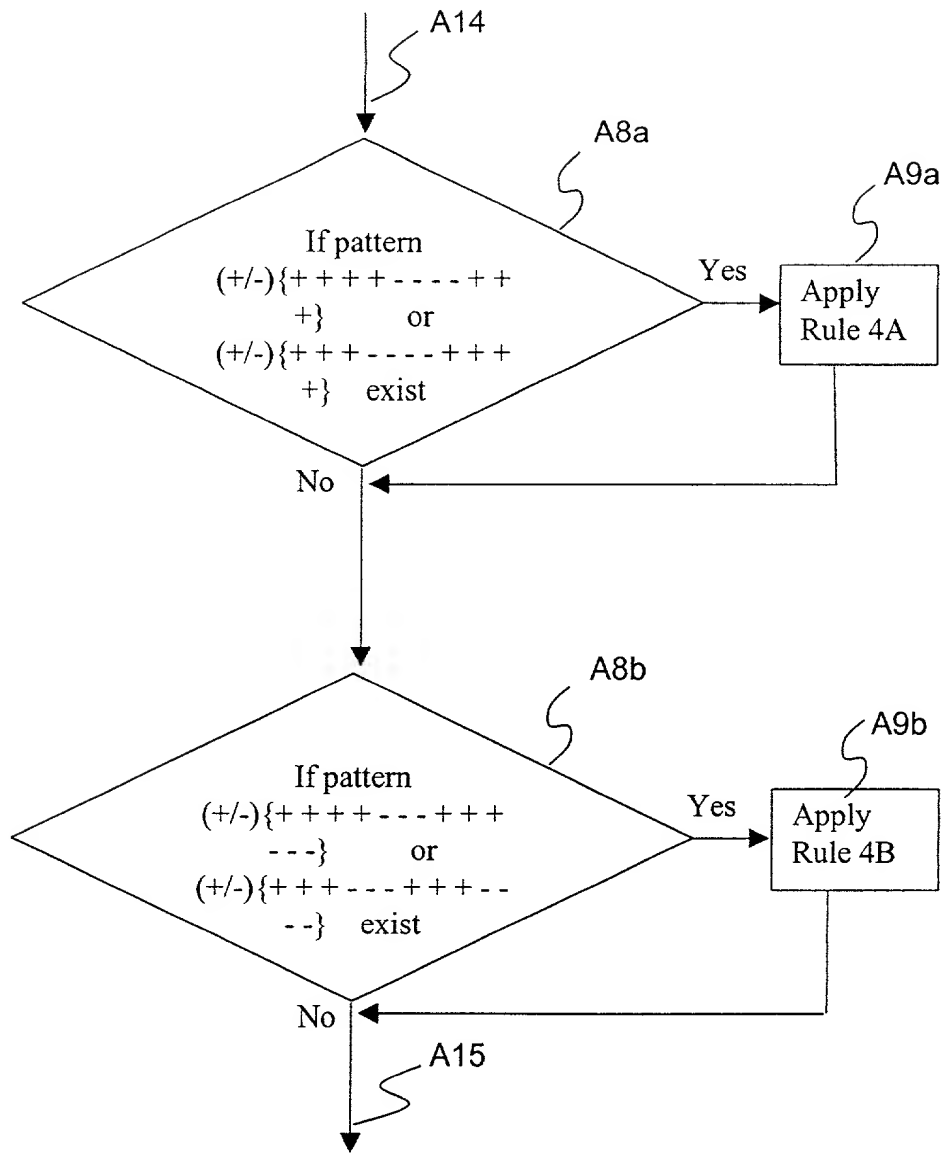 A14
A8a
A9a
If pattern
(+/-){+ + + + - - - - + +
+} or
(+/-){+ + + - - - - + + +
+} exist
Yes
Apply
Rule 4A
No
A8b
A9b
If pattern
(+/-){+ + + + - - - + + +
- - -} or
(+/-){+ + + - - - + + + - -
- -} exist
Yes
Apply
Rule 4B
No
A15